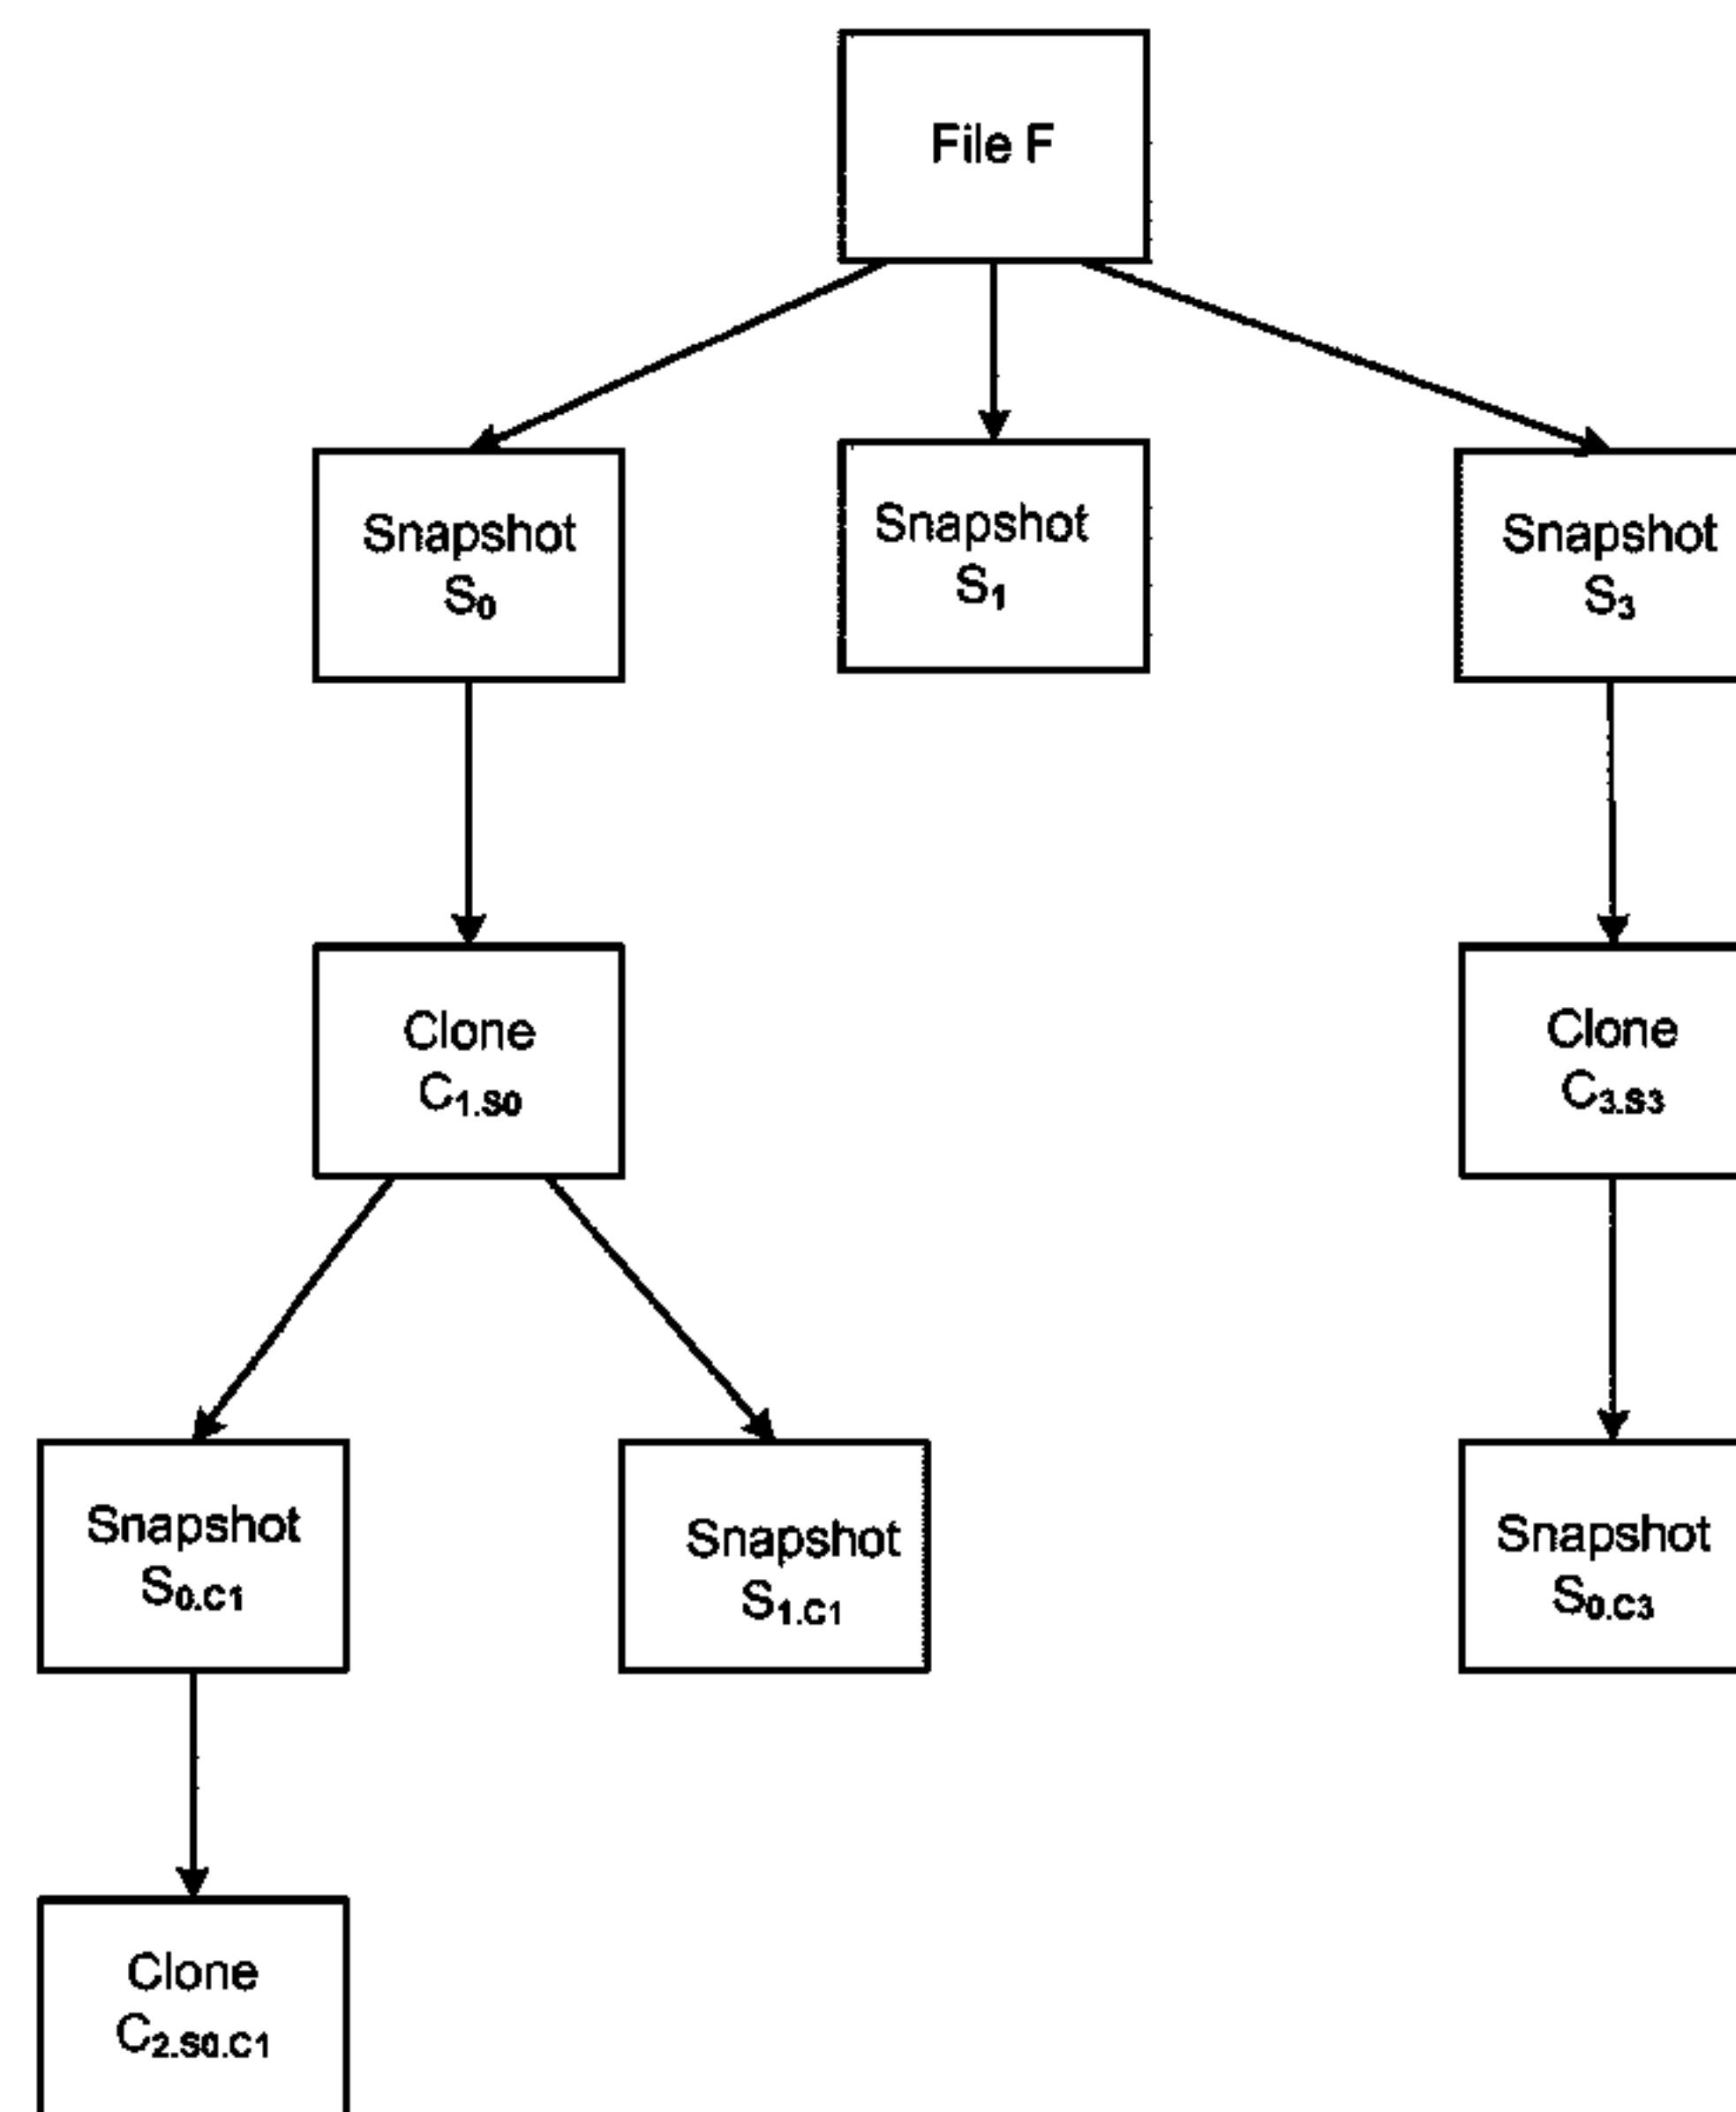 File F
Snapshot
S₀
Snapshot
S₁
Snapshot
S₃
Clone
C₁.S₀
Clone
C₃.S₃
Snapshot
S₀.C₁
Snapshot
S₁.C₁
Snapshot
S₀.C₃
Clone
C₂.S₀.C₁